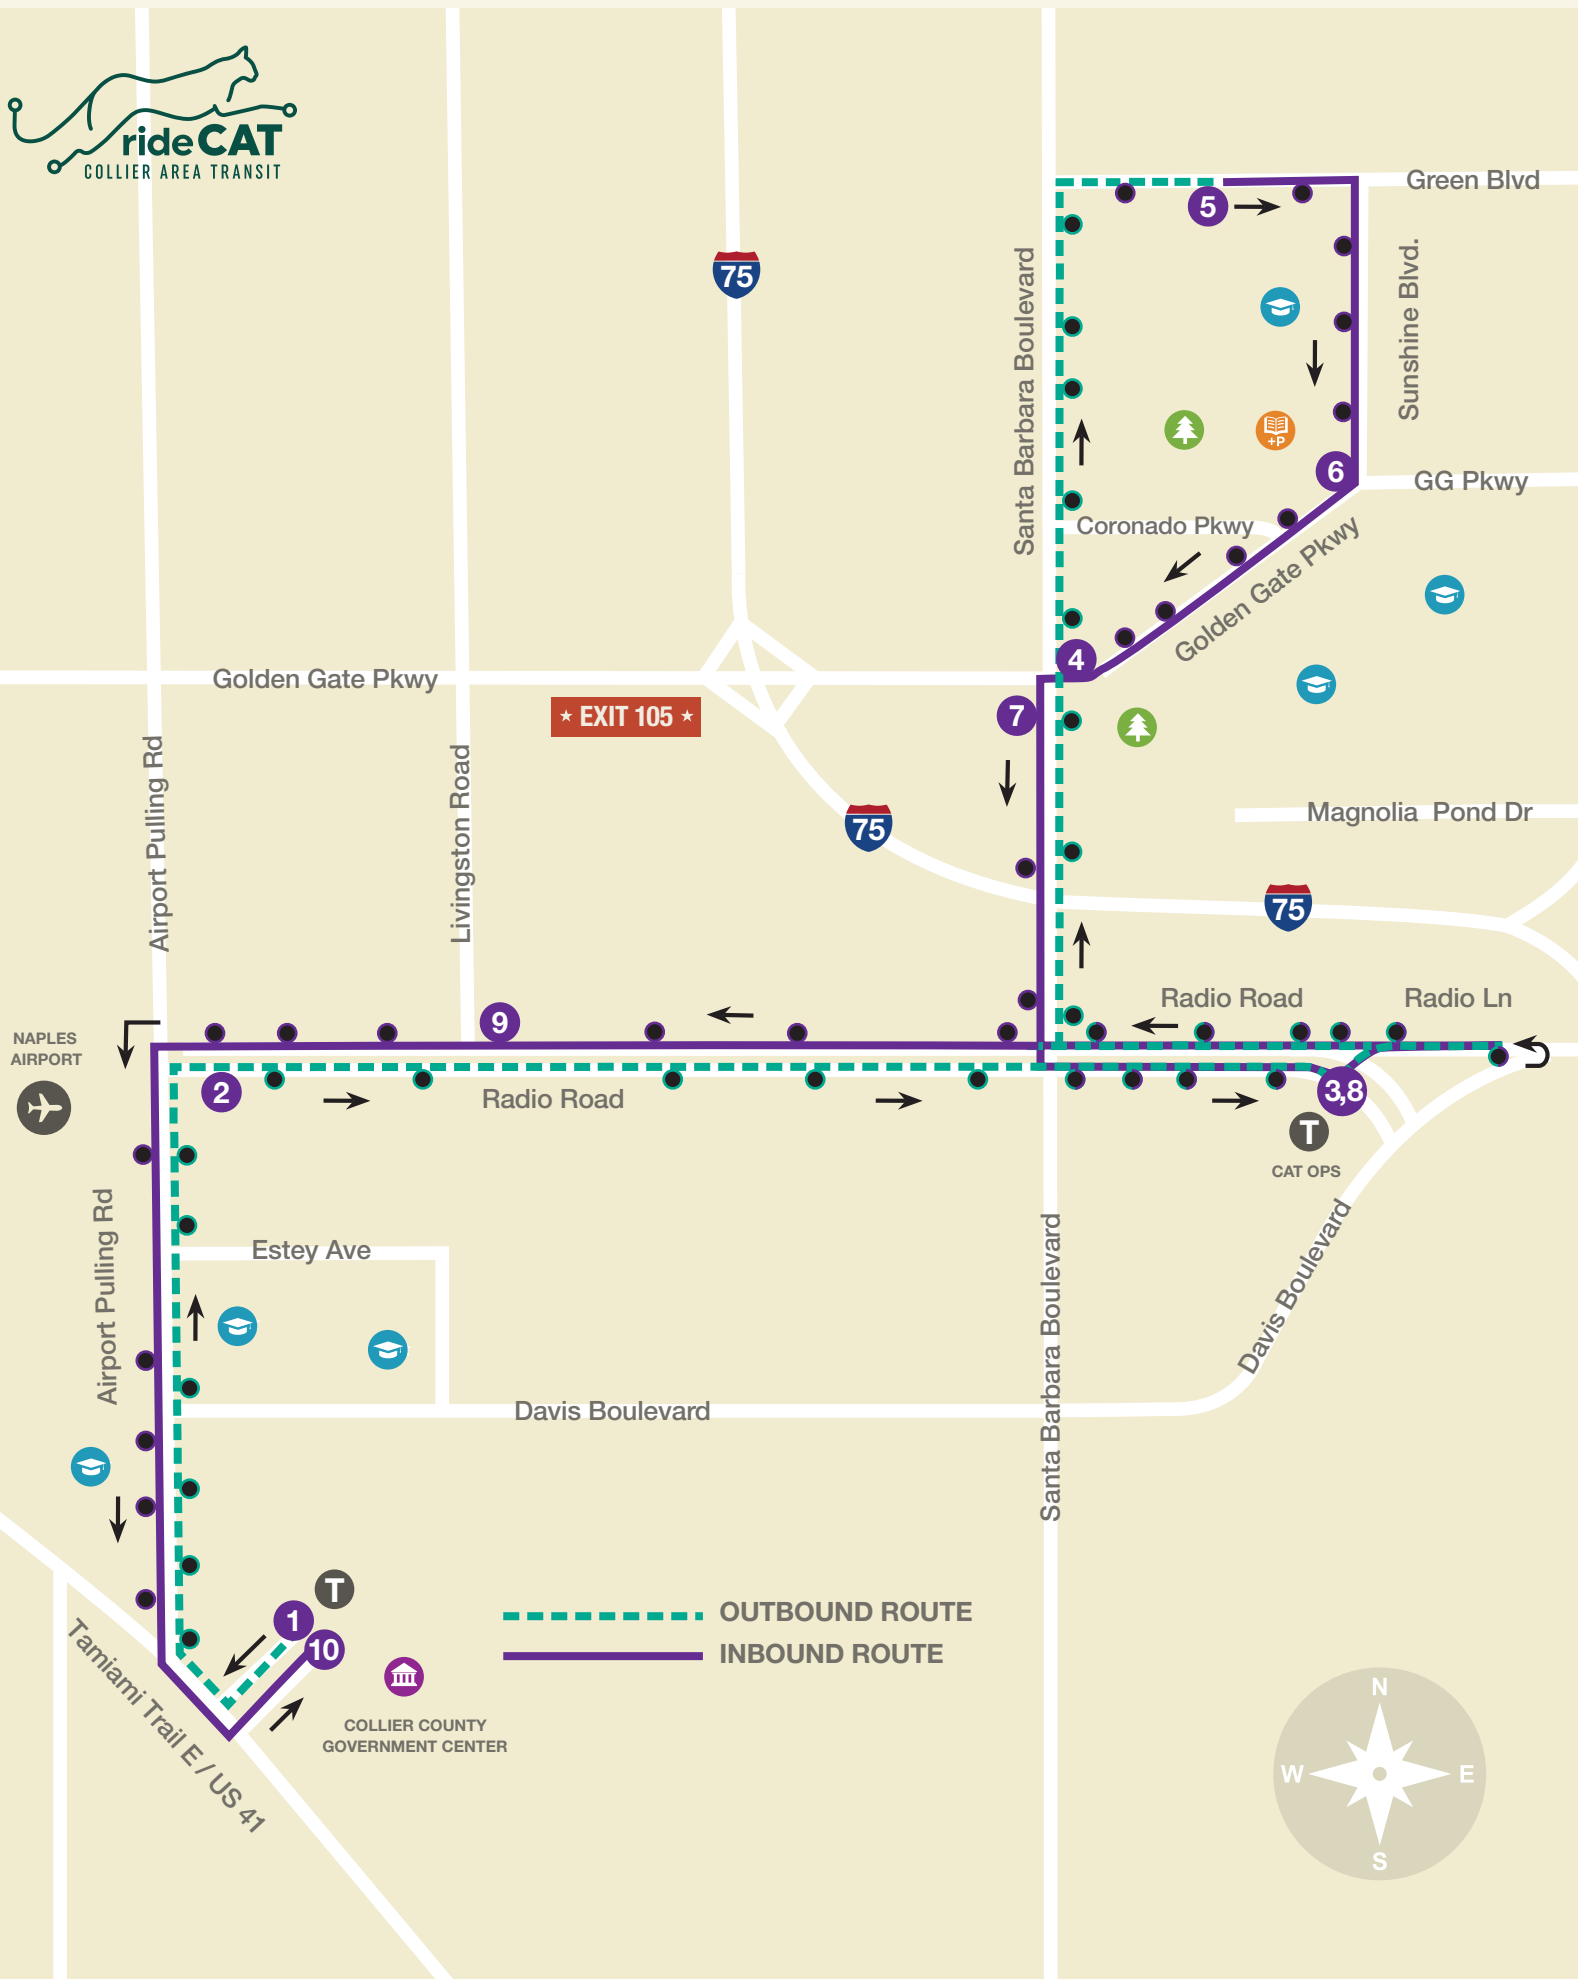 rideCAT
COLLIER AREA TRANSIT
Green Blvd
5
75
Santa Barbara Boulevard
Sunshine Blvd.
+P
6
GG Pkwy
Coronado Pkwy
Golden Gate Pkwy
4
Golden Gate Pkwy
EXIT 105
7
Airport Pulling Rd
Livingston Road
75
Magnolia Pond Dr
75
Radio Road
Radio Ln
9
NAPLES
AIRPORT
2
Radio Road
3,8
T
CAT OPS
Airport Pulling Rd
Estey Ave
Santa Barbara Boulevard
Davis Boulevard
Davis Boulevard
T
1
10
OUTBOUND ROUTE
INBOUND ROUTE
Tamiami Trail E / US 41
COLLIER COUNTY
GOVERNMENT CENTER
N
W
E
S